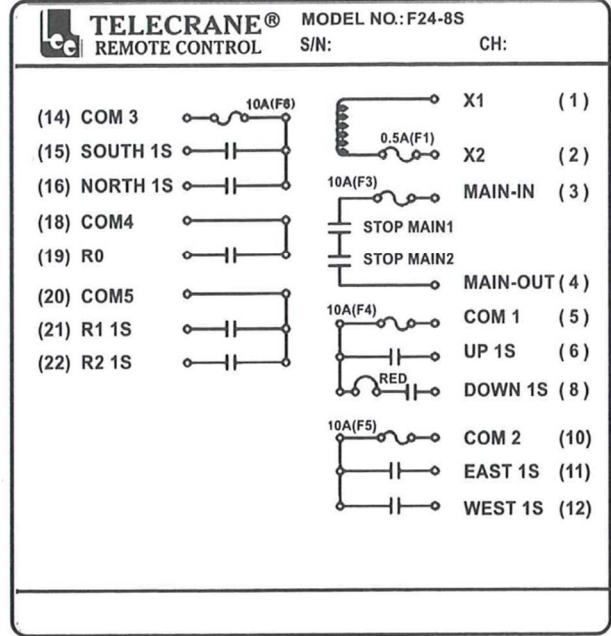 Lcc TELECRANE® MODEL NO.: F24-8S
REMOTE CONTROL S/N: CH:
10A(F6)
(14) COM 3
(15) SOUTH 1S
(16) NORTH 1S
(18) COM4
(19) R0
(20) COM5
(21) R1 1S
(22) R2 1S
X1 (1)
0.5A(F1)
X2 (2)
10A(F3)
MAIN-IN (3)
STOP MAIN1
STOP MAIN2
MAIN-OUT (4)
10A(F4)
COM 1 (5)
UP 1S (6)
RED
DOWN 1S (8)
10A(F5)
COM 2 (10)
EAST 1S (11)
WEST 1S (12)